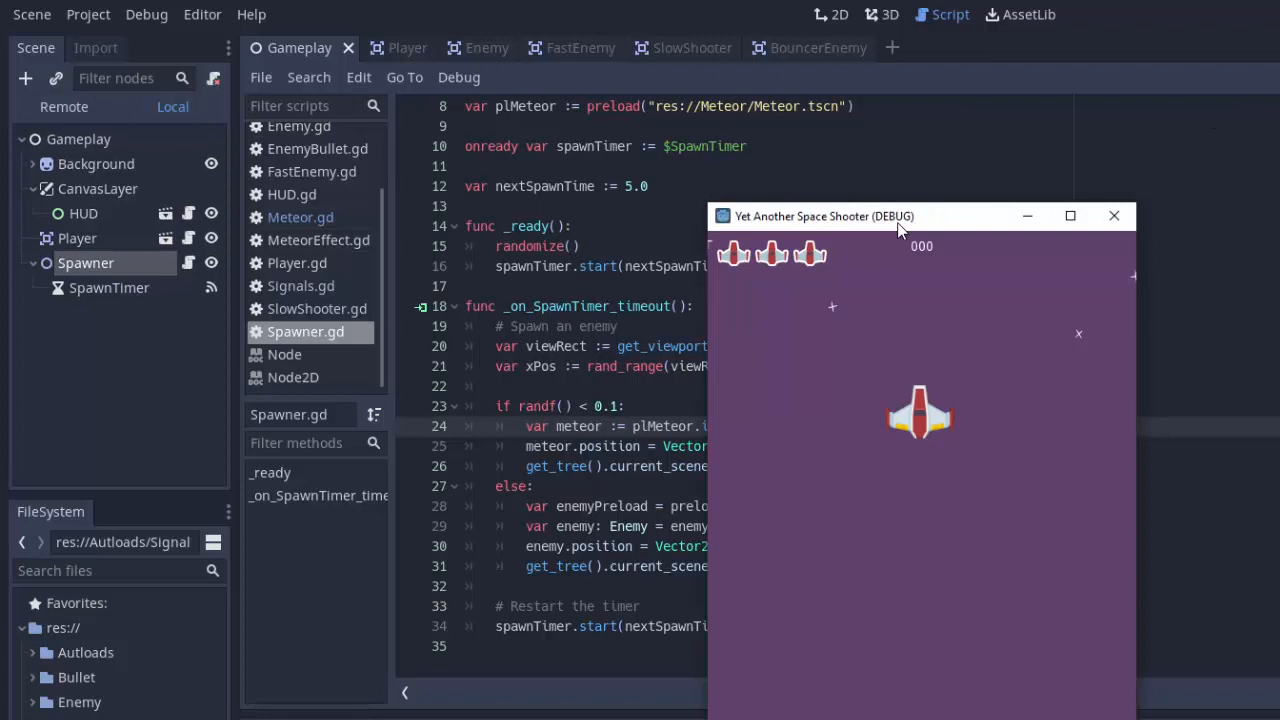 Scene Project Debug Editor Help
2D 3D Script AssetLib
Scene Import
Gameplay Player Enemy FastEnemy SlowShooter BouncerEnemy
Filter nodes
File Search Edit Go To Debug
Remote Local
Gameplay
Background
CanvasLayer
HUD
Player
Spawner
SpawnTimer
FileSystem
res://Autloads/Signal
Search files
Favorites:
res://
Autloads
Bullet
Enemy
Filter scripts
Enemy.gd
EnemyBullet.gd
FastEnemy.gd
HUD.gd
Meteor.gd
MeteorEffect.gd
Player.gd
Signals.gd
SlowShooter.gd
Spawner.gd
Node
Node2D
Spawner.gd
Filter methods
_ready
_on_SpawnTimer_time
8 var plMeteor := preload("res://Meteor/Meteor.tscn")
9
10 onready var spawnTimer := $SpawnTimer
11
12 var nextSpawnTime := 5.0
13
14 func _ready():
15 randomize()
16 spawnTimer.start(nextSpawnTi
17
18 func _on_SpawnTimer_timeout():
19 # Spawn an enemy
20 var viewRect := get_viewport
21 var xPos := rand_range(viewR
22
23 if randf() < 0.1:
24 var meteor := plMeteor.i
25 meteor.position = Vector
26 get_tree().current_scene
27 else:
28 var enemyPreload = prelo
29 var enemy: Enemy = enemy
30 enemy.position = Vector2
31 get_tree().current_scene
32
33 # Restart the timer
34 spawnTimer.start(nextSpawnTi
35
Yet Another Space Shooter (DEBUG)
000